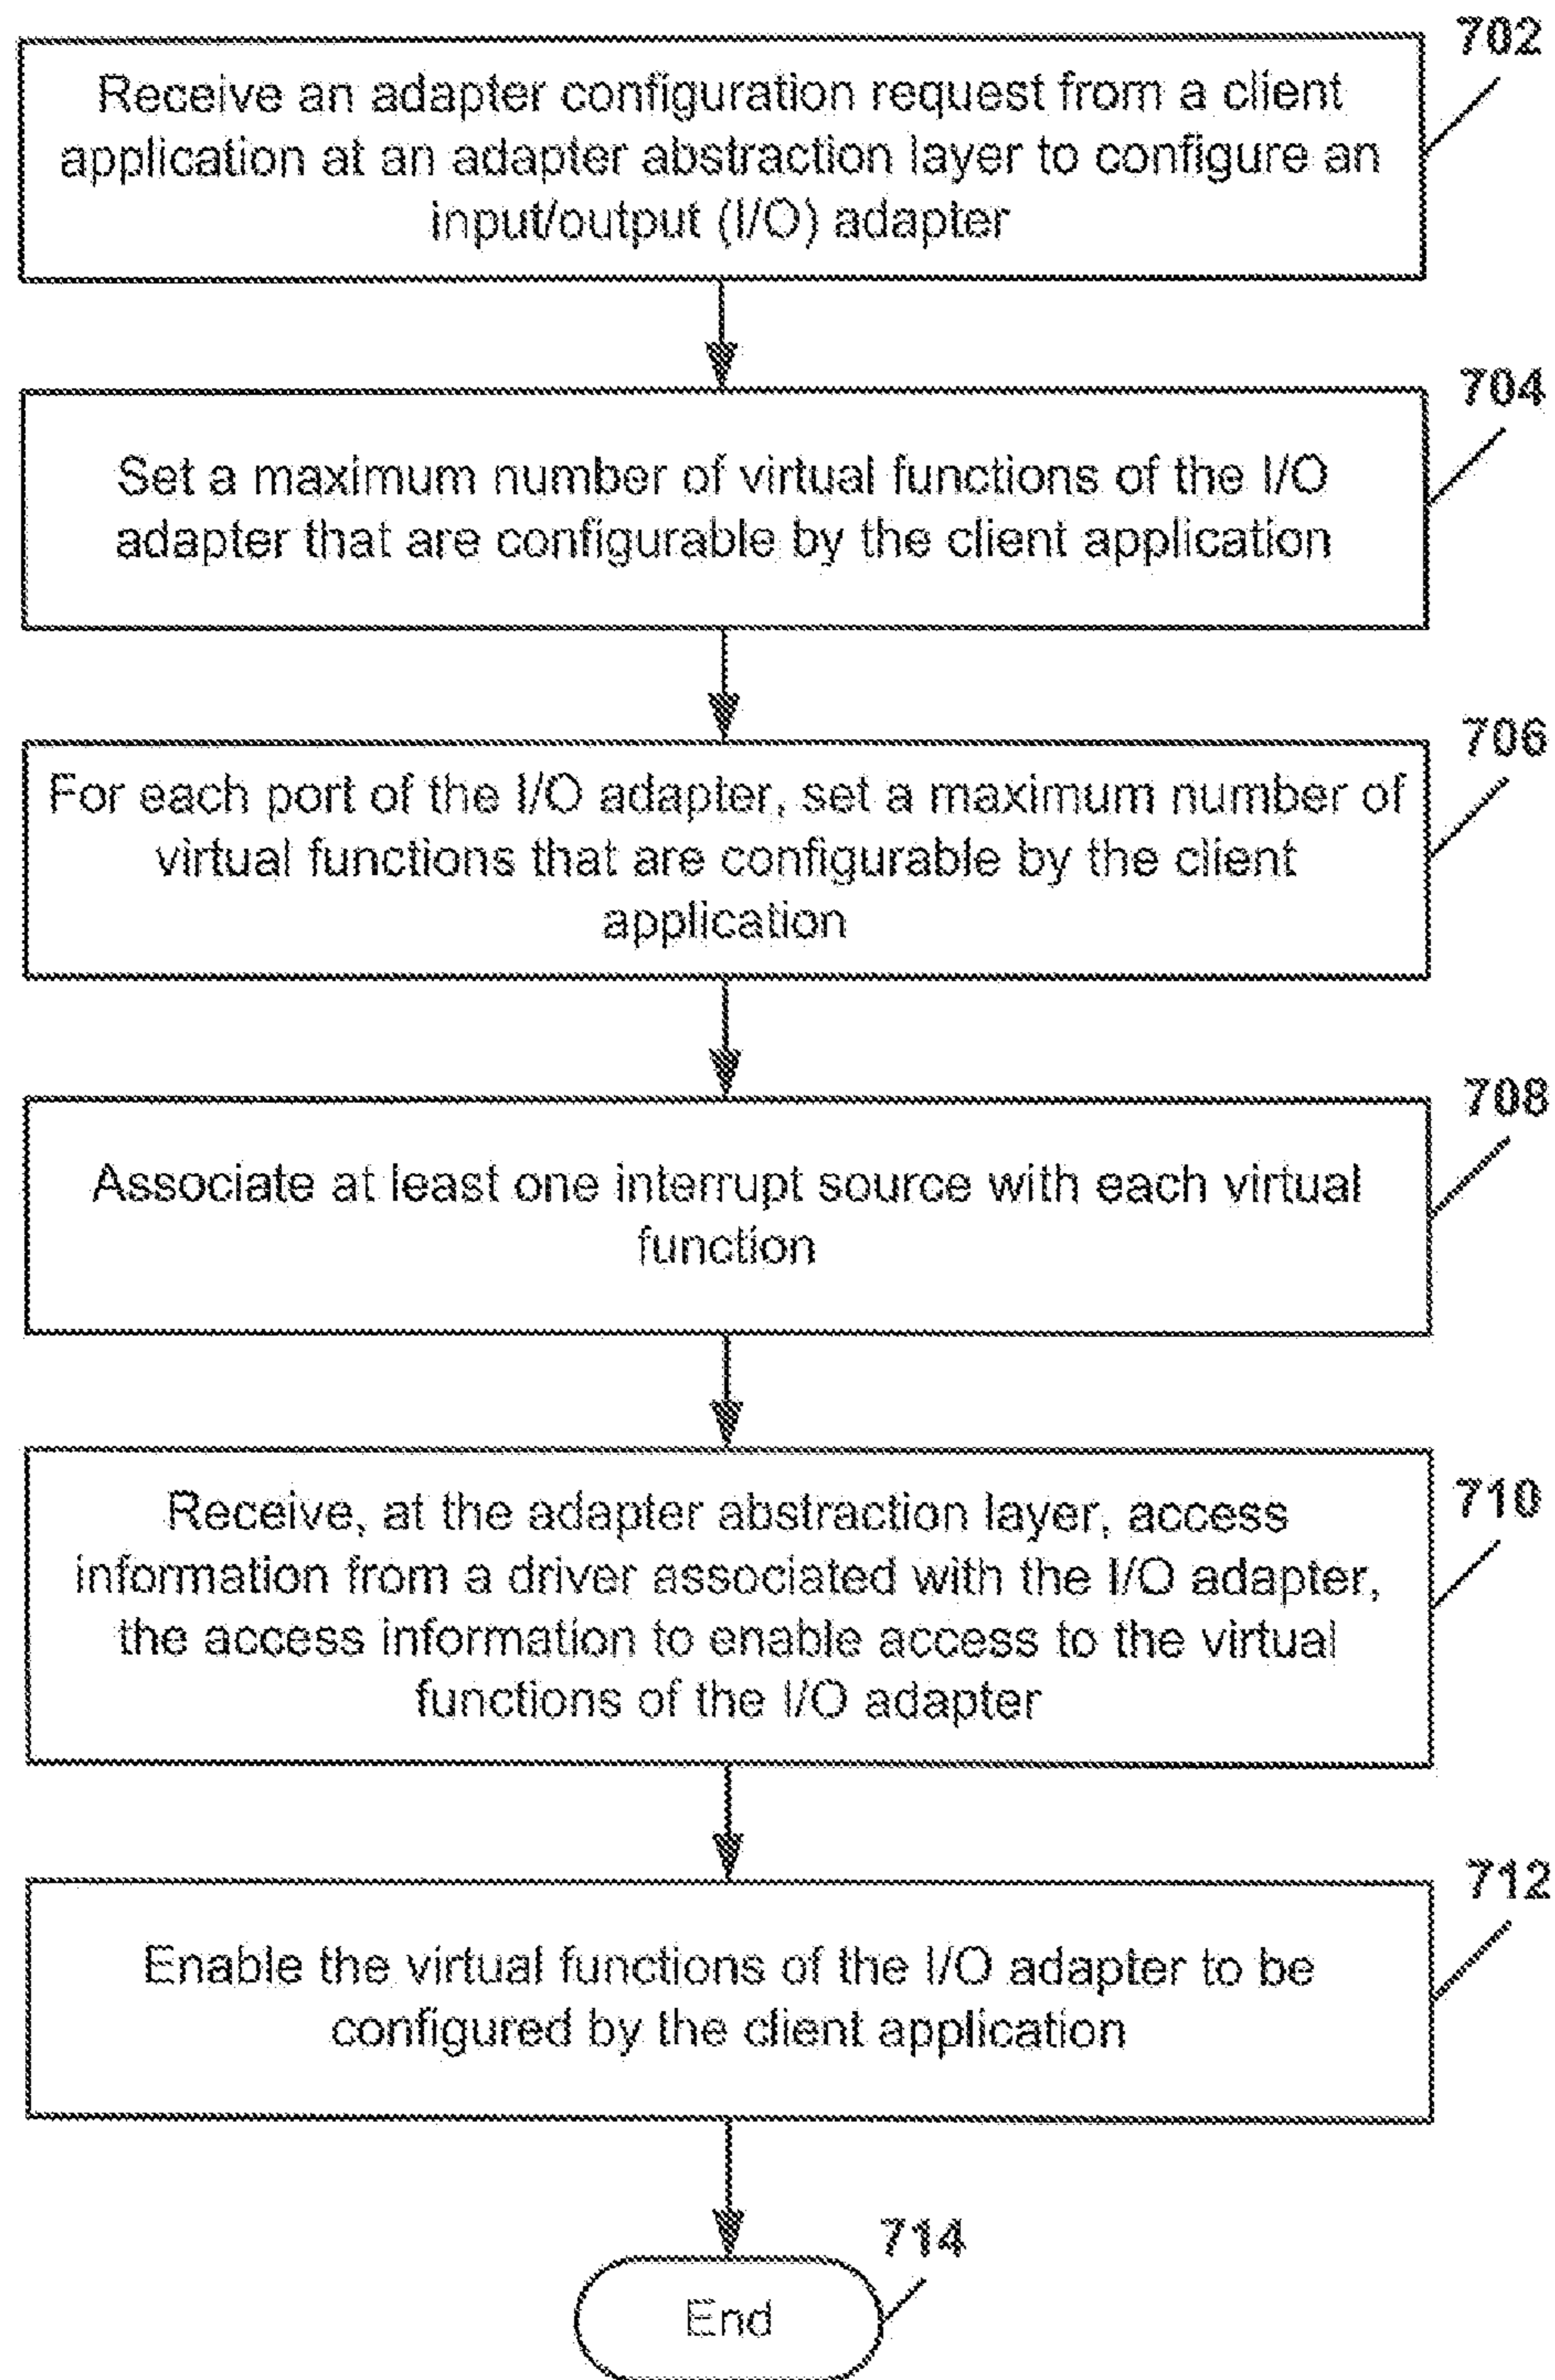 702
Receive an adapter configuration request from a client
application at an adapter abstraction layer to configure an
input/output (I/O) adapter
704
Set a maximum number of virtual functions of the I/O
adapter that are configurable by the client application
706
For each port of the I/O adapter, set a maximum number of
virtual functions that are configurable by the client
application
708
Associate at least one interrupt source with each virtual
function
710
Receive, at the adapter abstraction layer, access
information from a driver associated with the I/O adapter,
the access information to enable access to the virtual
functions of the I/O adapter
712
Enable the virtual functions of the I/O adapter to be
configured by the client application
714
End